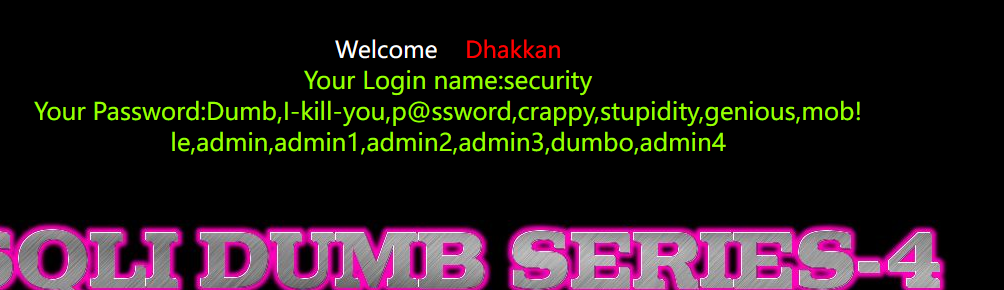 Welcome Dhakkan
Your Login name:security
Your Password:Dumb,I-kill-you,p@ssword,crappy,stupidity,genious,mob!
le,admin,admin1,admin2,admin3,dumbo,admin4
SQLI DUMB SERIES-4